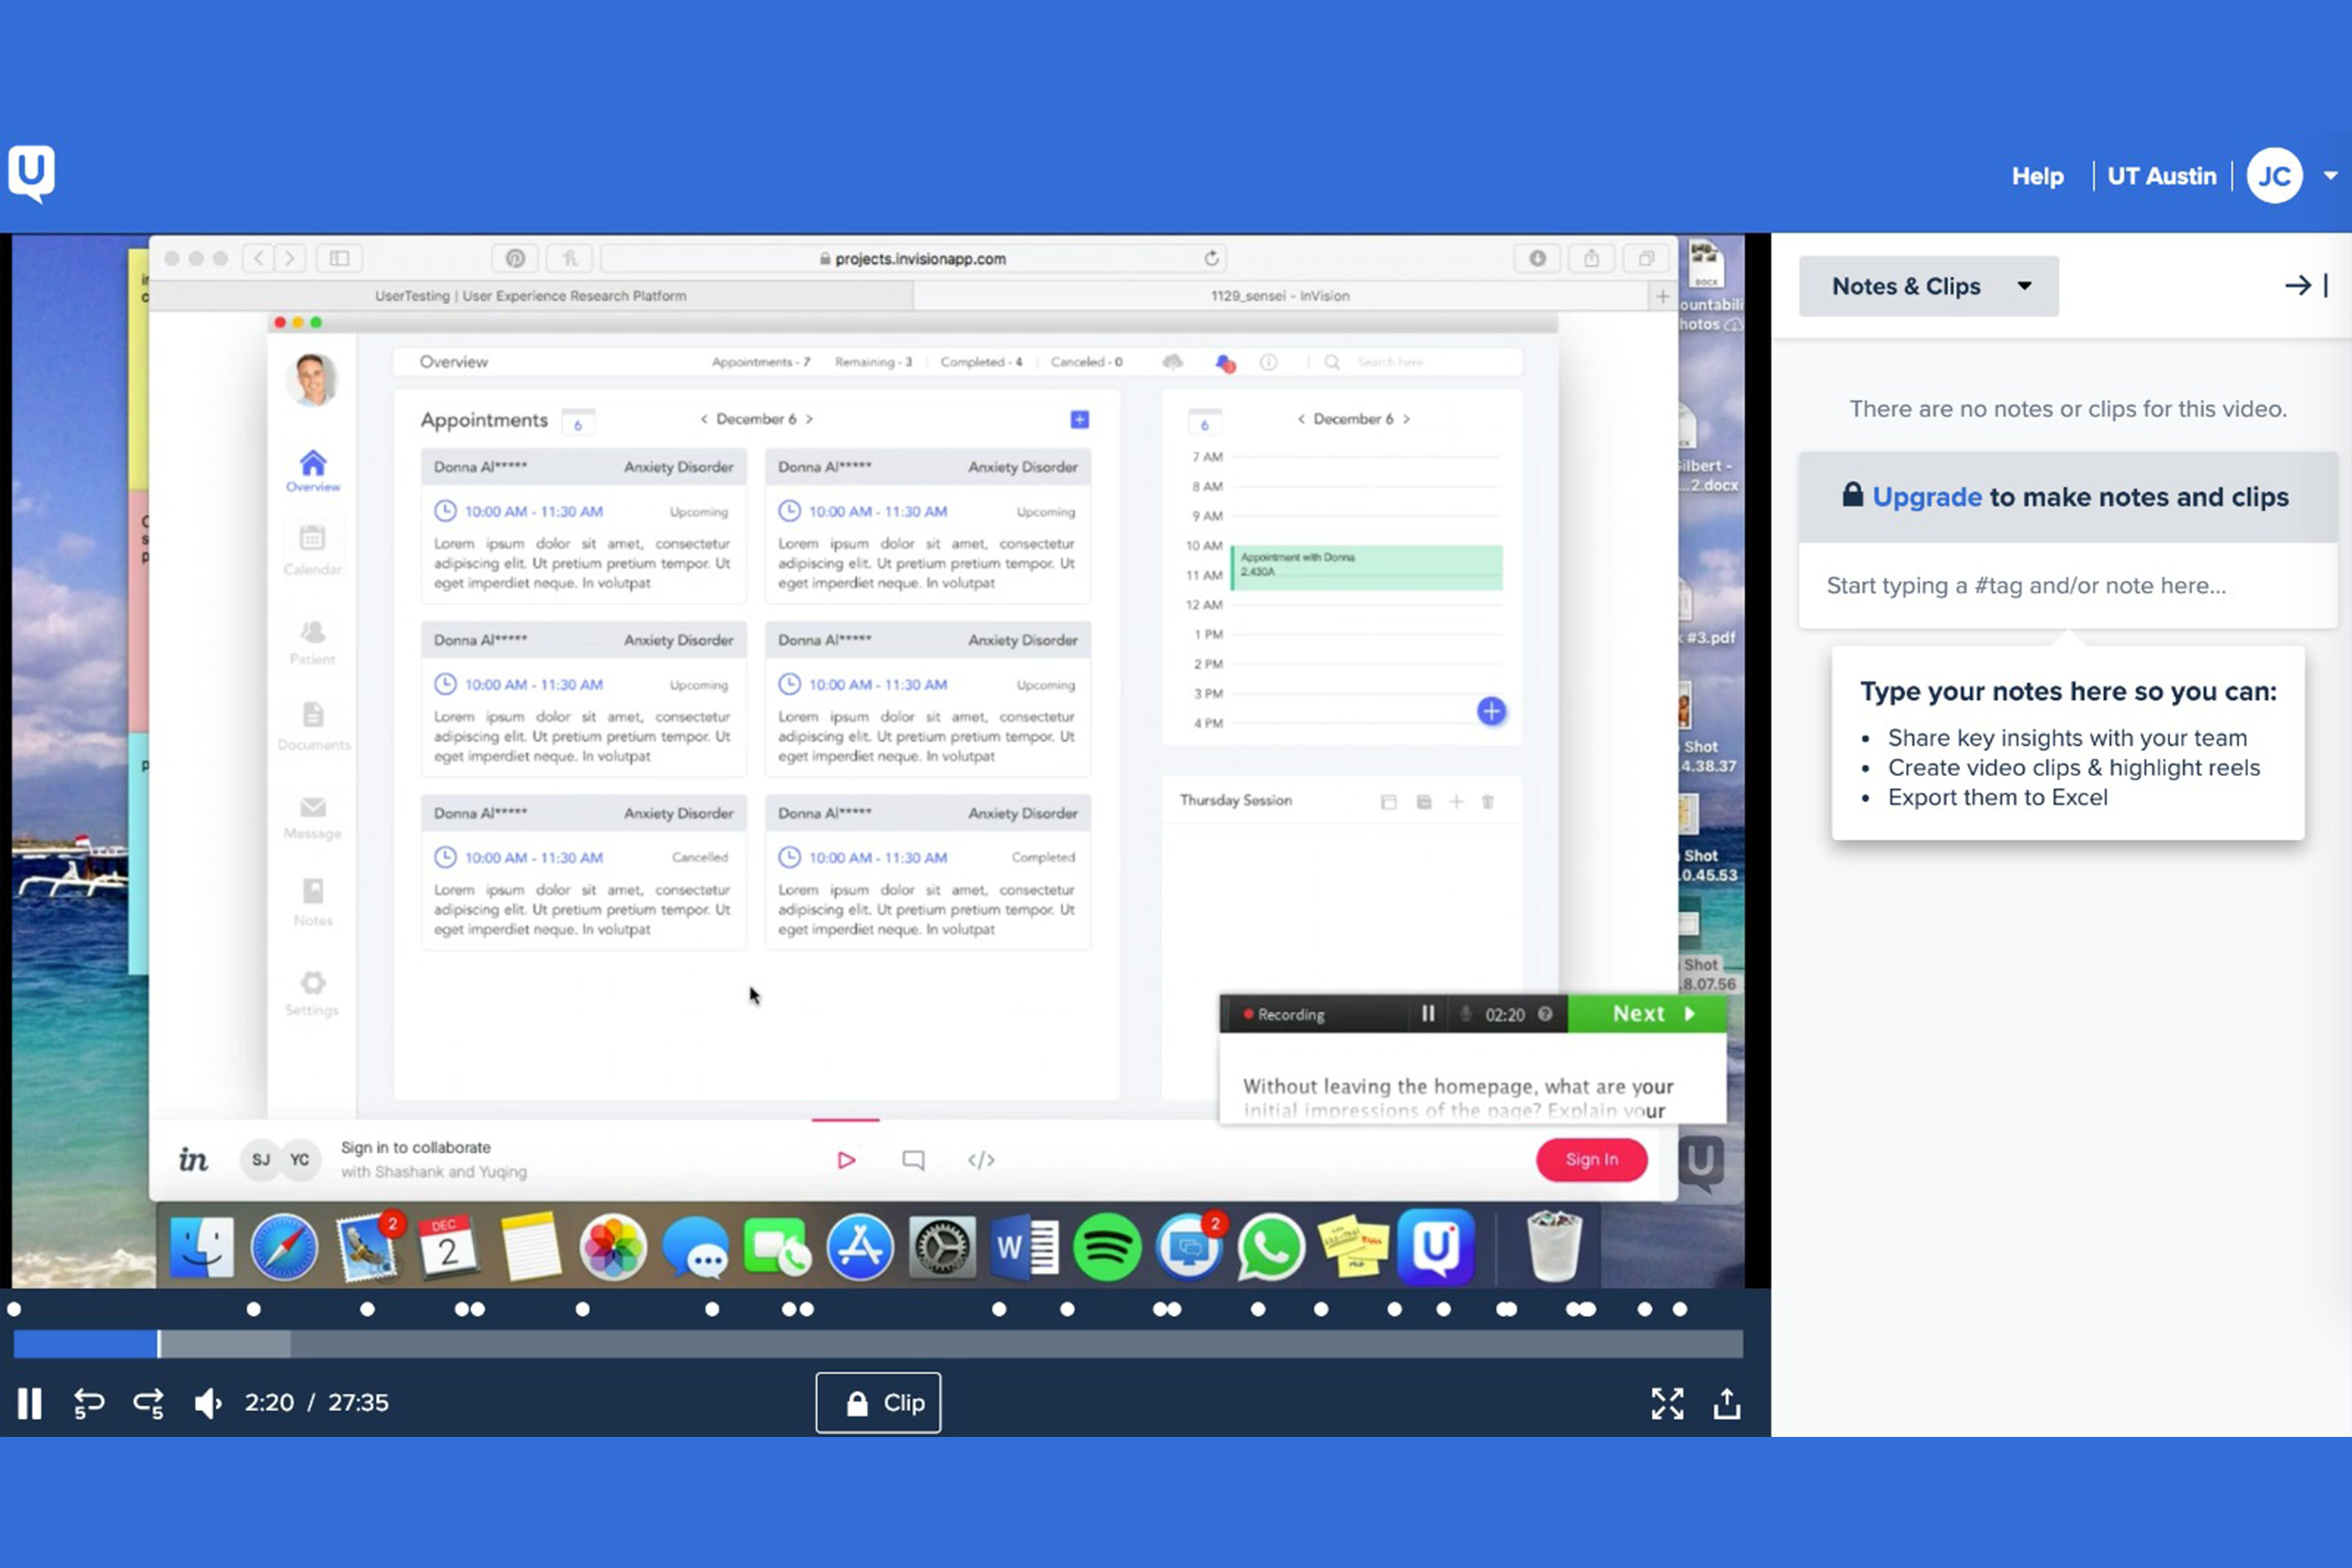 U
Help
UT Austin
JC
projects.invisionapp.com
UserTesting | User Experience Research Platform
1129_sensei - InVision
Overview
Appointments - 7
Remaining - 3
Completed - 4
Canceled - 0
Search here
Appointments
6
< December 6 >
Donna Al***** Anxiety Disorder
10:00 AM - 11:30 AM Upcoming
Lorem ipsum dolor sit amet, consectetur
adipiscing elit. Ut pretium pretium tempor. Ut
eget imperdiet neque. In volutpat
Donna Al***** Anxiety Disorder
10:00 AM - 11:30 AM Upcoming
Lorem ipsum dolor sit amet, consectetur
adipiscing elit. Ut pretium pretium tempor. Ut
eget imperdiet neque. In volutpat
Donna Al***** Anxiety Disorder
10:00 AM - 11:30 AM Upcoming
Lorem ipsum dolor sit amet, consectetur
adipiscing elit. Ut pretium pretium tempor. Ut
eget imperdiet neque. In volutpat
Donna Al***** Anxiety Disorder
10:00 AM - 11:30 AM Upcoming
Lorem ipsum dolor sit amet, consectetur
adipiscing elit. Ut pretium pretium tempor. Ut
eget imperdiet neque. In volutpat
Donna Al***** Anxiety Disorder
10:00 AM - 11:30 AM Cancelled
Lorem ipsum dolor sit amet, consectetur
adipiscing elit. Ut pretium pretium tempor. Ut
eget imperdiet neque. In volutpat
Donna Al***** Anxiety Disorder
10:00 AM - 11:30 AM Completed
Lorem ipsum dolor sit amet, consectetur
adipiscing elit. Ut pretium pretium tempor. Ut
eget imperdiet neque. In volutpat
Overview
Calendar
Patient
Documents
Message
Notes
Settings
6
< December 6 >
7 AM
8 AM
9 AM
10 AM
11 AM
12 AM
1 PM
2 PM
3 PM
4 PM
Appointment with Donna
2.430A
Thursday Session
Recording
02:20
Next
Without leaving the homepage, what are your
initial impressions of the page? Explain your
in
SJ
YC
Sign in to collaborate
with Shashank and Yuqing
</>
Sign In
U
DOCX
ountabili
hotos
ilbert -
...2.docx
#3.pdf
Shot
4.38.37
Shot
0.45.53
Shot
.8.07.56
2
DEC
2
W
2
U
5
5
2:20 / 27:35
Clip
Notes & Clips
There are no notes or clips for this video.
Upgrade to make notes and clips
Start typing a #tag and/or note here...
Type your notes here so you can:
• Share key insights with your team
• Create video clips & highlight reels
• Export them to Excel